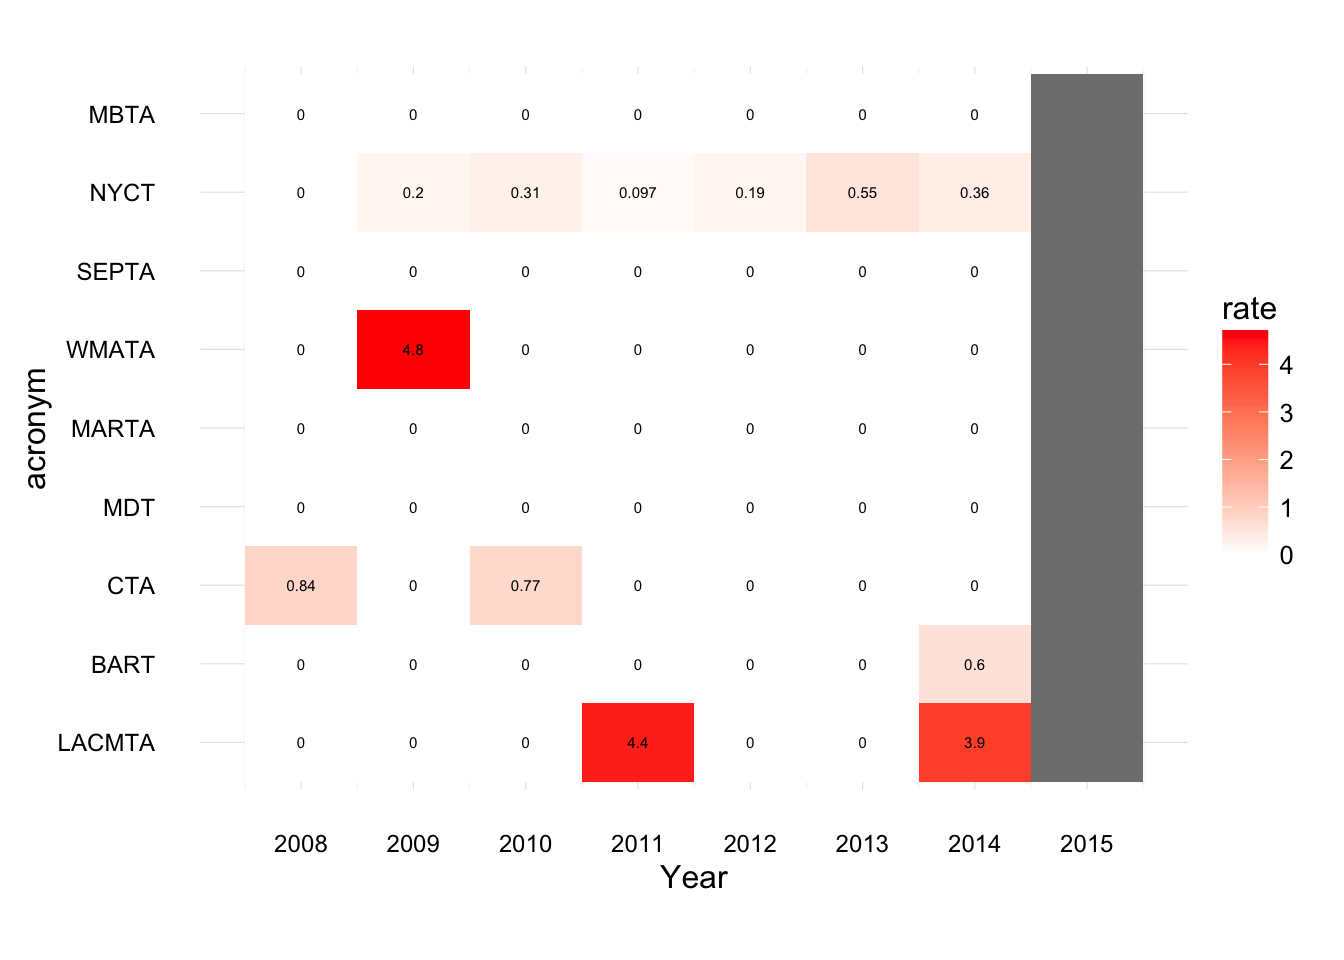 MBTA 0 0 0 0 0 0 0
NYCT 0 0.2 0.31 0.097 0.19 0.55 0.36
SEPTA 0 0 0 0 0 0 0
WMATA 0 4.8 0 0 0 0 0
MARTA 0 0 0 0 0 0 0
MDT 0 0 0 0 0 0 0
CTA 0.84 0 0.77 0 0 0 0
BART 0 0 0 0 0 0 0.6
LACMTA 0 0 0 4.4 0 0 3.9
acronym
2008 2009 2010 2011 2012 2013 2014 2015
Year
rate
4
3
2
1
0